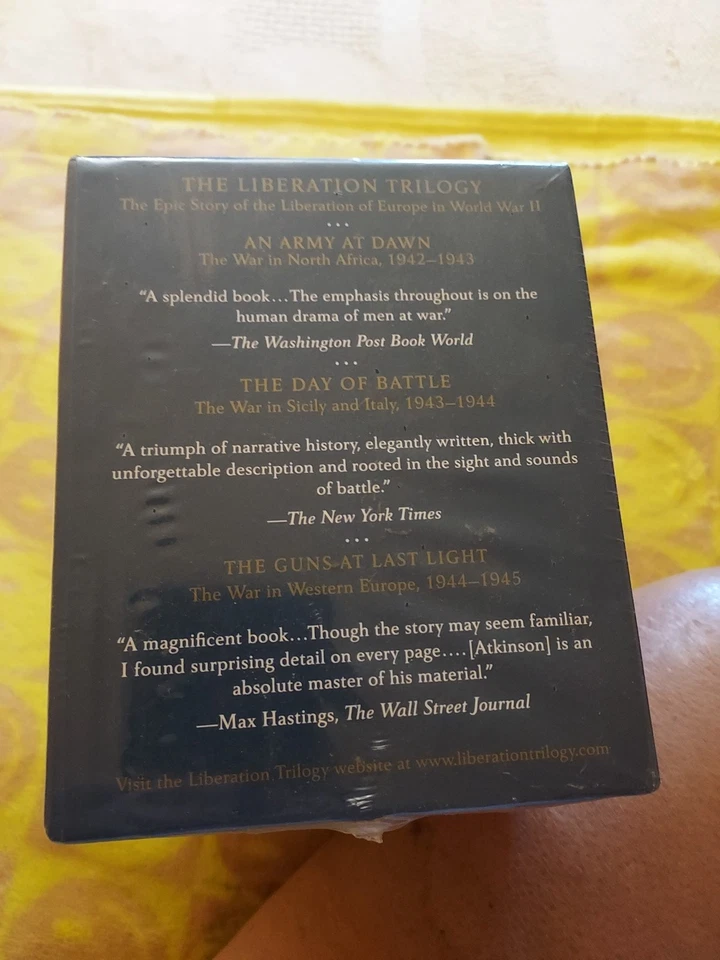 THE LIBERATION TRILOGY
The Epic Story of the Liberation of Europe in World War II
•••
AN ARMY AT DAWN
The War in North Africa, 1942–1943
“A splendid book...The emphasis throughout is on the
human drama of men at war.”
—The Washington Post Book World
•••
THE DAY OF BATTLE
The War in Sicily and Italy, 1943–1944
“A triumph of narrative history, elegantly written, thick with
unforgettable description and rooted in the sight and sounds
of battle.”
—The New York Times
•••
THE GUNS AT LAST LIGHT
The War in Western Europe, 1944–1945
“A magnificent book...Though the story may seem familiar,
I found surprising detail on every page....[Atkinson] is an
absolute master of his material.”
—Max Hastings, The Wall Street Journal
Visit the Liberation Trilogy website at www.liberationtrilogy.com